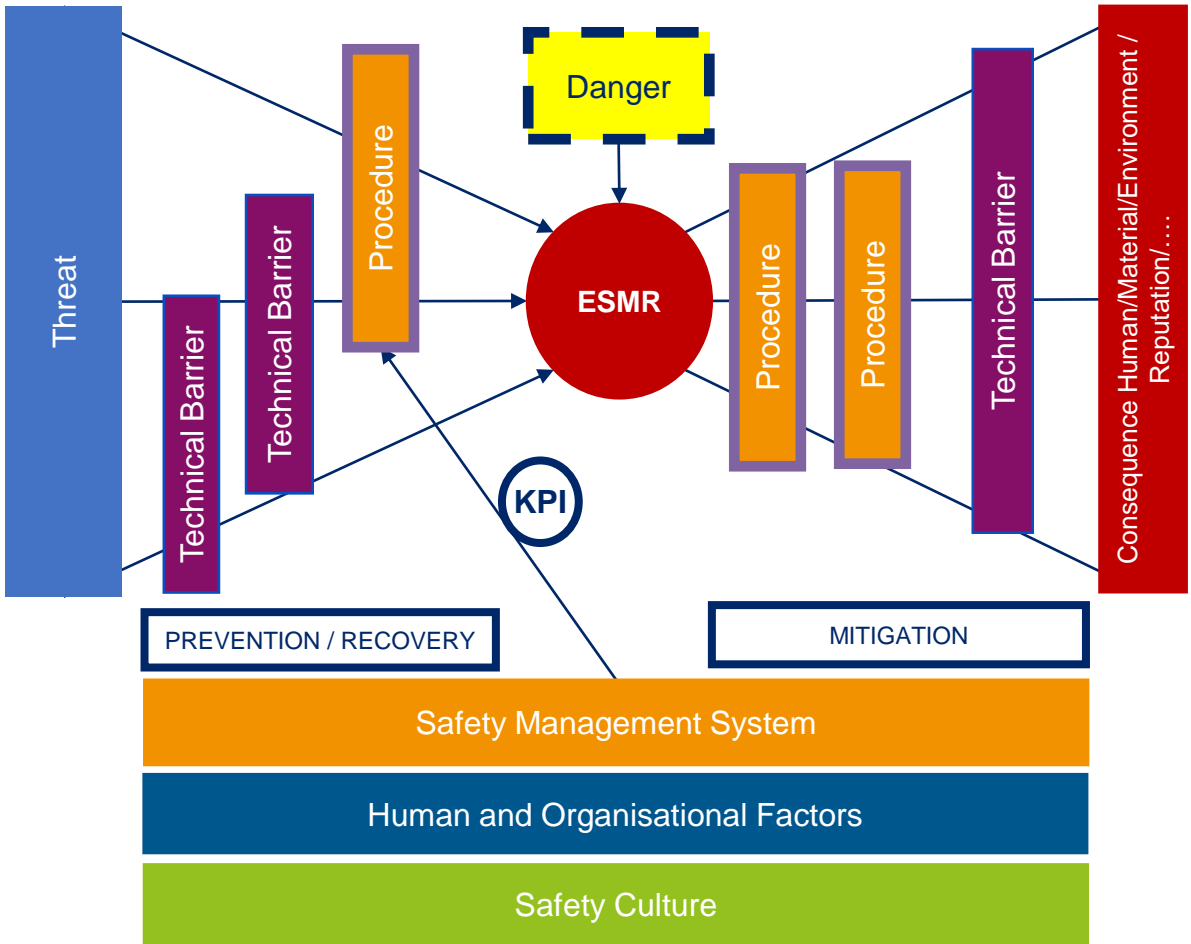 Danger
Threat
Technical Barrier
Technical Barrier
Procedure
ESMR
Procedure
Procedure
Technical Barrier
Consequence Human/Material/Environment /
Reputation/….
KPI
PREVENTION / RECOVERY
MITIGATION
Safety Management System
Human and Organisational Factors
Safety Culture